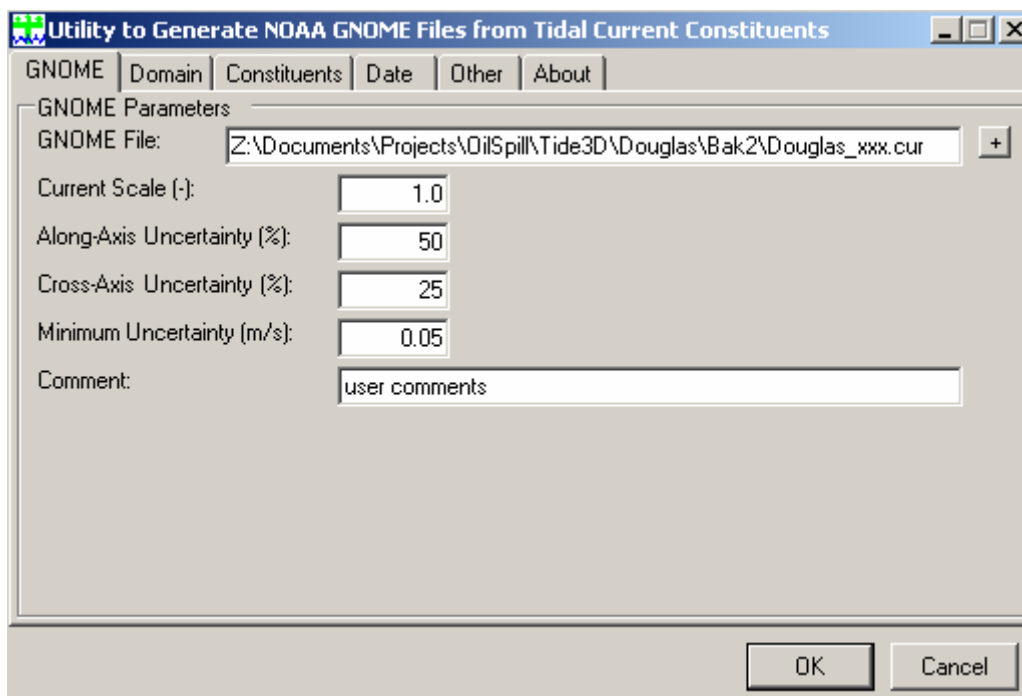 Utility to Generate NOAA GNOME Files from Tidal Current Constituents
GNOME Domain Constituents Date Other About
GNOME Parameters
GNOME File: Z:\Documents\Projects\OilSpill\Tide3D\Douglas\Bak2\Douglas_xxx.cur +
Current Scale (-): 1.0
Along-Axis Uncertainty (%): 50
Cross-Axis Uncertainty (%): 25
Minimum Uncertainty (m/s): 0.05
Comment: user comments
OK Cancel